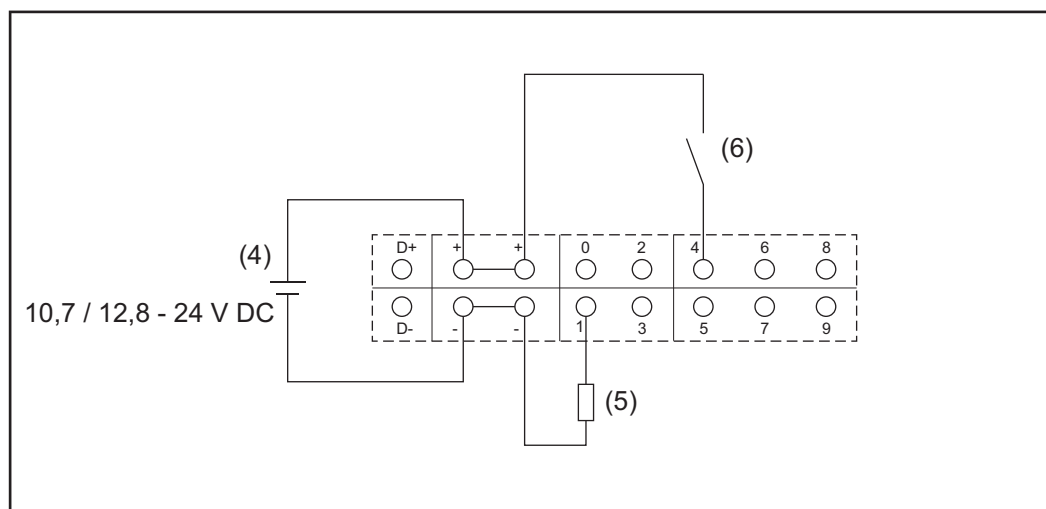 (6)
(4)
10,7 / 12,8 - 24 V DC
D+ + + 0 2 4 6 8
D- - - 1 3 5 7 9
(5)